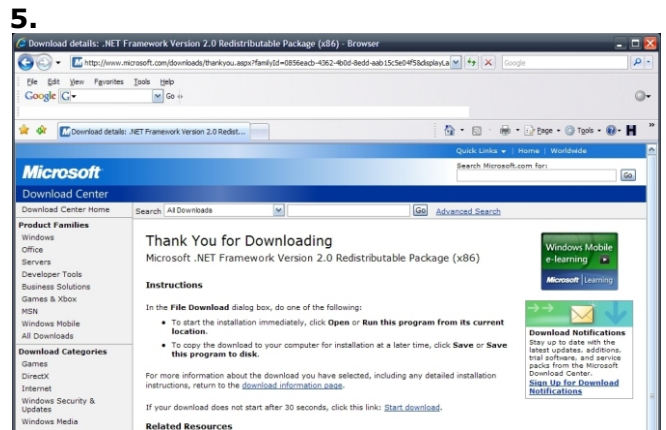 5.
Download details: .NET Framework Version 2.0 Redistributable Package (x86) - Browser
http://www.microsoft.com/downloads/thankyou.aspx?familyId=0856eacb-4362-4b0d-8edd-aab15c5e04f5&displayLa
Google
File Edit View Favorites Tools Help
Google G Go
Download details: .NET Framework Version 2.0 Redist...
Page Tools
Quick Links | Home | Worldwide
Microsoft
Search Microsoft.com for:
Go
Download Center
Download Center Home
Search All Downloads Go Advanced Search
Product Families
Windows
Office
Servers
Developer Tools
Business Solutions
Games & Xbox
MSN
Windows Mobile
All Downloads
Download Categories
Games
DirectX
Internet
Windows Security &
Updates
Windows Media
Thank You for Downloading
Microsoft .NET Framework Version 2.0 Redistributable Package (x86)
Instructions
In the File Download dialog box, do one of the following:
• To start the installation immediately, click Open or Run this program from its current
location.
• To copy the download to your computer for installation at a later time, click Save or Save
this program to disk.
For more information about the download you have selected, including any detailed installation
instructions, return to the download information page.
If your download does not start after 30 seconds, click this link: Start download.
Related Resources
Windows Mobile
e-learning
Microsoft Learning
Download Notifications
Stay up to date with the
latest updates, additions,
trial software, and service
packs from the Microsoft
Download Center.
Sign Up for Download
Notifications